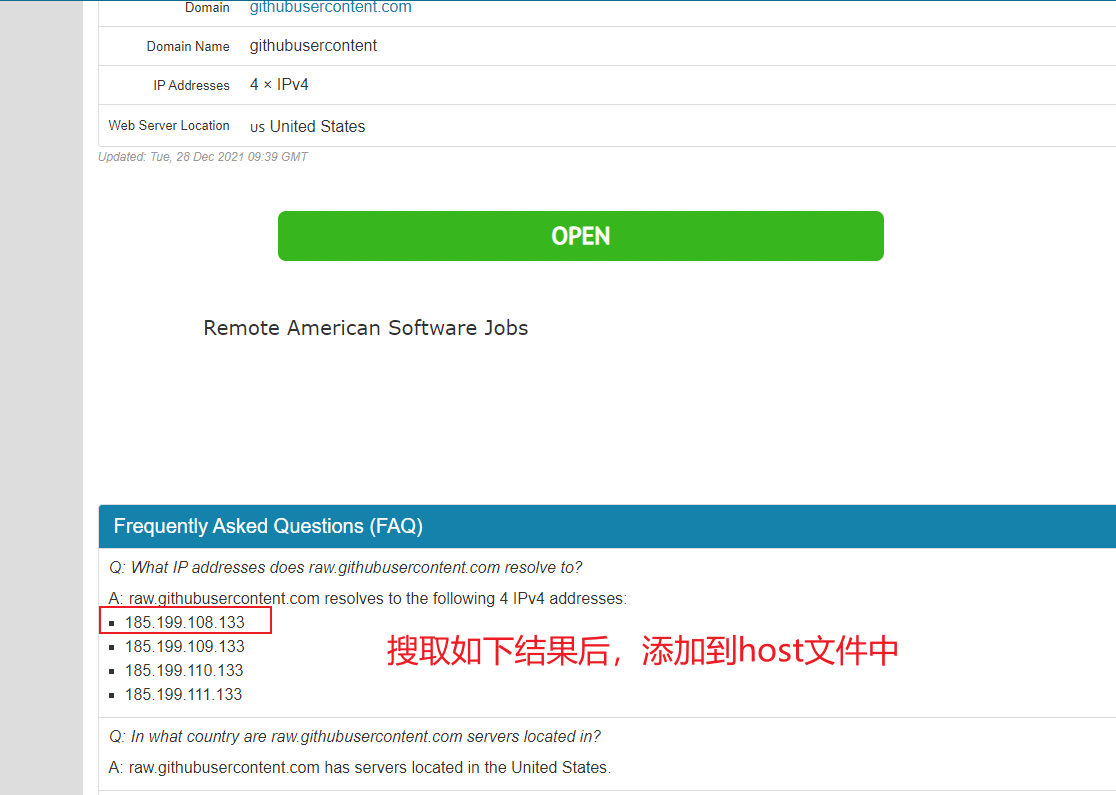 Domain githubusercontent.com
Domain Name githubusercontent
IP Addresses 4 × IPv4
Web Server Location US United States
Updated: Tue, 28 Dec 2021 09:39 GMT
OPEN
Remote American Software Jobs
Frequently Asked Questions (FAQ)
Q: What IP addresses does raw.githubusercontent.com resolve to?
A: raw.githubusercontent.com resolves to the following 4 IPv4 addresses:
▪ 185.199.108.133
▪ 185.199.109.133
▪ 185.199.110.133
▪ 185.199.111.133
搜取如下结果后，添加到host文件中
Q: In what country are raw.githubusercontent.com servers located in?
A: raw.githubusercontent.com has servers located in the United States.